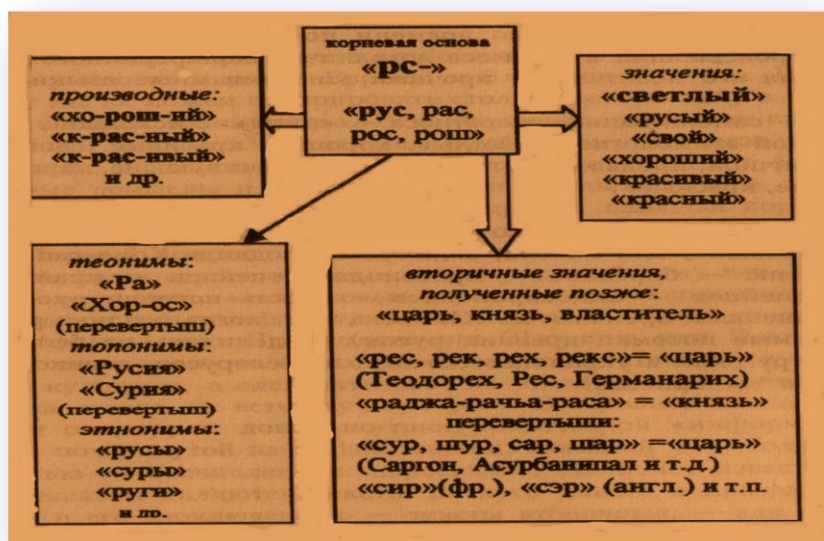 корневая основа
«рс-»
«рус, рас,
рос, рош»
производные:
«хо-рош-ий»
«к-рас-ный»
«к-рас-ивый»
и др.
значения:
«светлый»
«русый»
«свой»
«хороший»
«красивый»
«красный»
теонимы:
«Ра»
«Хор-ос»
(перевертыш)
топонимы:
«Русия»
«Сурия»
(перевертыш)
этнонимы:
«русы»
«суры»
«руги»
и др.
вторичные значения,
полученные позже:
«царь, князь, властитель»
«рес, рек, рех, рекс»= «царь»
(Теодорех, Рес, Германарих)
«раджа-рачья-раса» = «князь»
перевертыши:
«сур, шур, сар, шар» =«царь»
(Саргон, Асурбанипал и т.д.)
«сир»(фр.), «сэр» (англ.) и т.п.